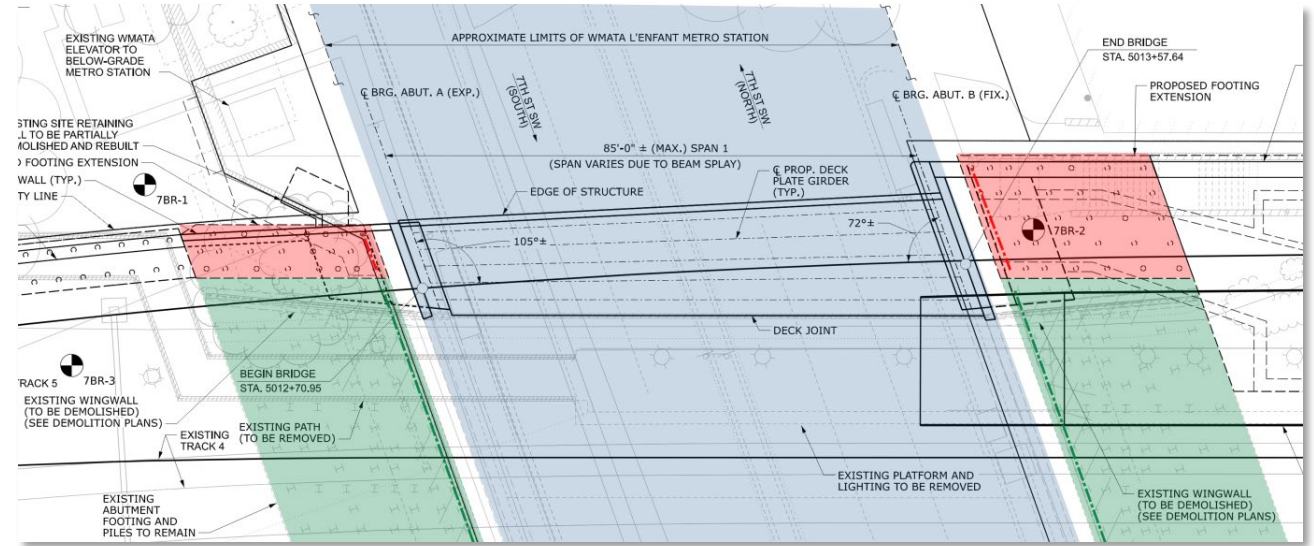 EXISTING WMATA
ELEVATOR TO
BELOW-GRADE
METRO STATION
APPROXIMATE LIMITS OF WMATA L'ENFANT METRO STATION
END BRIDGE
STA. 5013+57.64
PROPOSED FOOTING
EXTENSION
℄ BRG. ABUT. A (EXP.)
7TH ST SW
(SOUTH)
7TH ST SW
(NORTH)
℄ BRG. ABUT. B (FIX.)
STING SITE RETAINING
LL TO BE PARTIALLY
MOLISHED AND REBUILT
D FOOTING EXTENSION
WALL (TYP.)
TY LINE
7BR-1
85'-0" ± (MAX.) SPAN 1
(SPAN VARIES DUE TO BEAM SPLAY)
EDGE OF STRUCTURE
℄ PROP. DECK
PLATE GIRDER
(TYP.)
105°±
72°±
7BR-2
DECK JOINT
BEGIN BRIDGE
STA. 5012+70.95
TRACK 5
7BR-3
EXISTING WINGWALL
(TO BE DEMOLISHED)
(SEE DEMOLITION PLANS)
EXISTING
TRACK 4
EXISTING PATH
(TO BE REMOVED)
EXISTING
ABUTMENT
FOOTING AND
PILES TO REMAIN
EXISTING PLATFORM AND
LIGHTING TO BE REMOVED
EXISTING WINGWALL
(TO BE DEMOLISHED)
(SEE DEMOLITION PLANS)